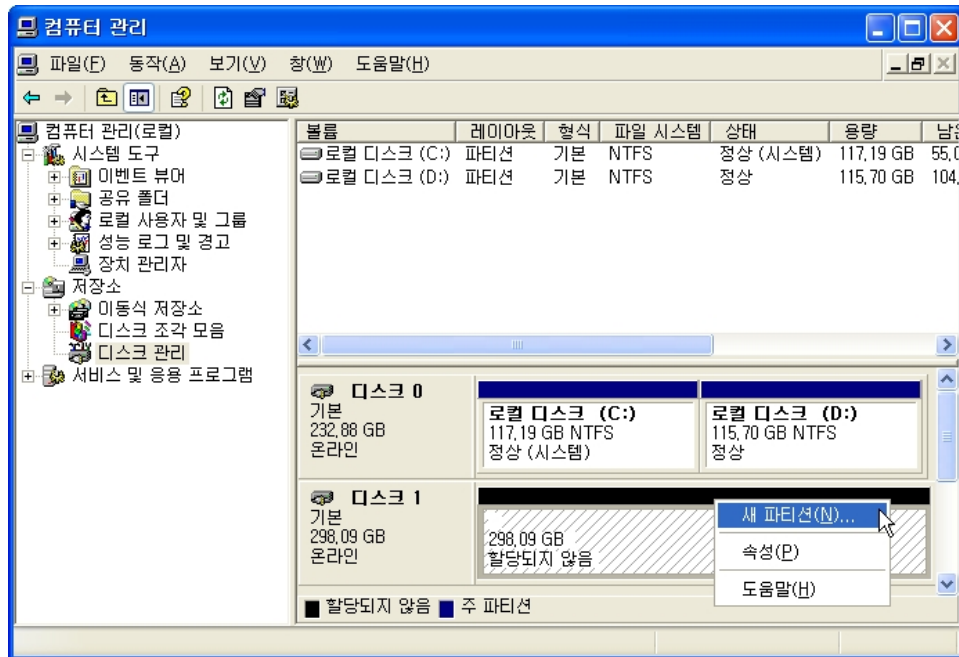 컴퓨터 관리
파일(F) 동작(A) 보기(V) 창(W) 도움말(H)
컴퓨터 관리(로컬)
시스템 도구
이벤트 뷰어
공유 폴더
로컬 사용자 및 그룹
성능 로그 및 경고
장치 관리자
저장소
이동식 저장소
디스크 조각 모음
디스크 관리
서비스 및 응용 프로그램
볼륨 레이아웃 형식 파일 시스템 상태 용량
로컬 디스크 (C:) 파티션 기본 NTFS 정상 (시스템) 117,19 GB 55,0
로컬 디스크 (D:) 파티션 기본 NTFS 정상 115,70 GB 104,
디스크 0
기본
232,88 GB
온라인
로컬 디스크 (C:)
117,19 GB NTFS
정상 (시스템)
로컬 디스크 (D:)
115,70 GB NTFS
정상
디스크 1
기본
298,09 GB
온라인
298,09 GB
할당되지 않음
새 파티션(N)...
속성(P)
도움말(H)
할당되지 않음 주 파티션